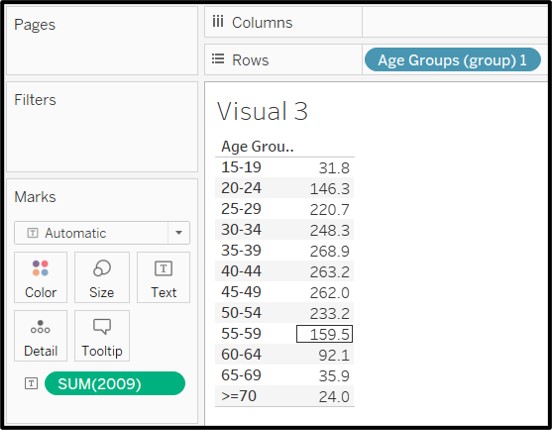 Pages
iii Columns
Rows Age Groups (group) 1
Filters
Visual 3
Age Grou..
15-19 31.8
20-24 146.3
25-29 220.7
30-34 248.3
35-39 268.9
40-44 263.2
45-49 262.0
50-54 233.2
55-59 159.5
60-64 92.1
65-69 35.9
>=70 24.0
Marks
T Automatic
Color Size T Text
Detail Tooltip
T SUM(2009)